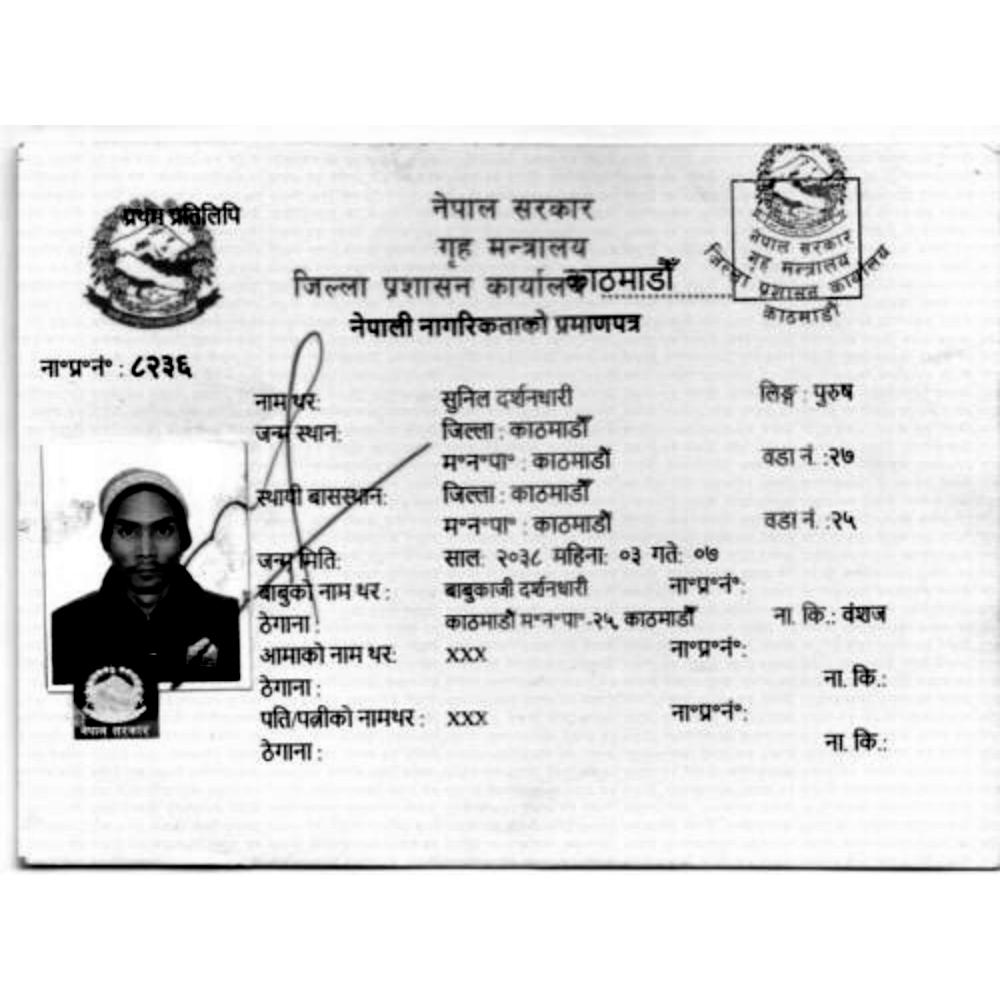 प्रथम प्रतिलिपि
नेपाल सरकार
गृह मन्त्रालय
जिल्ला प्रशासन कार्यालय काठमाडौँ
नेपाली नागरिकताको प्रमाणपत्र
नेपाल सरकार
गृह मन्त्रालय
जिल्ला प्रशासन कार्यालय
काठमाडौं
ना॰प्र॰नं॰ : ८२३६
नाम थर: सुनिल दर्शनधारी लिङ्ग : पुरुष
जन्म स्थान: जिल्ला : काठमाडौँ
म॰न॰पा॰ : काठमाडौं वडा नं. :२७
स्थायी बासस्थान: जिल्ला : काठमाडौँ
म॰न॰पा॰ : काठमाडौं वडा नं. :२५
जन्म मिति: साल: २०३८ महिना: ०३ गते: ०७
बाबुको नाम थर : बाबुकाजी दर्शनधारी ना॰प्र॰नं॰:
ठेगाना : काठमाडौं म॰न॰पा॰-२५, काठमाडौँ ना. कि.: वंशज
आमाको नाम थर: XXX ना॰प्र॰नं॰:
ठेगाना : ना. कि.:
पति/पत्नीको नामथर : XXX ना॰प्र॰नं॰:
ठेगाना : ना. कि.:
नेपाल सरकार